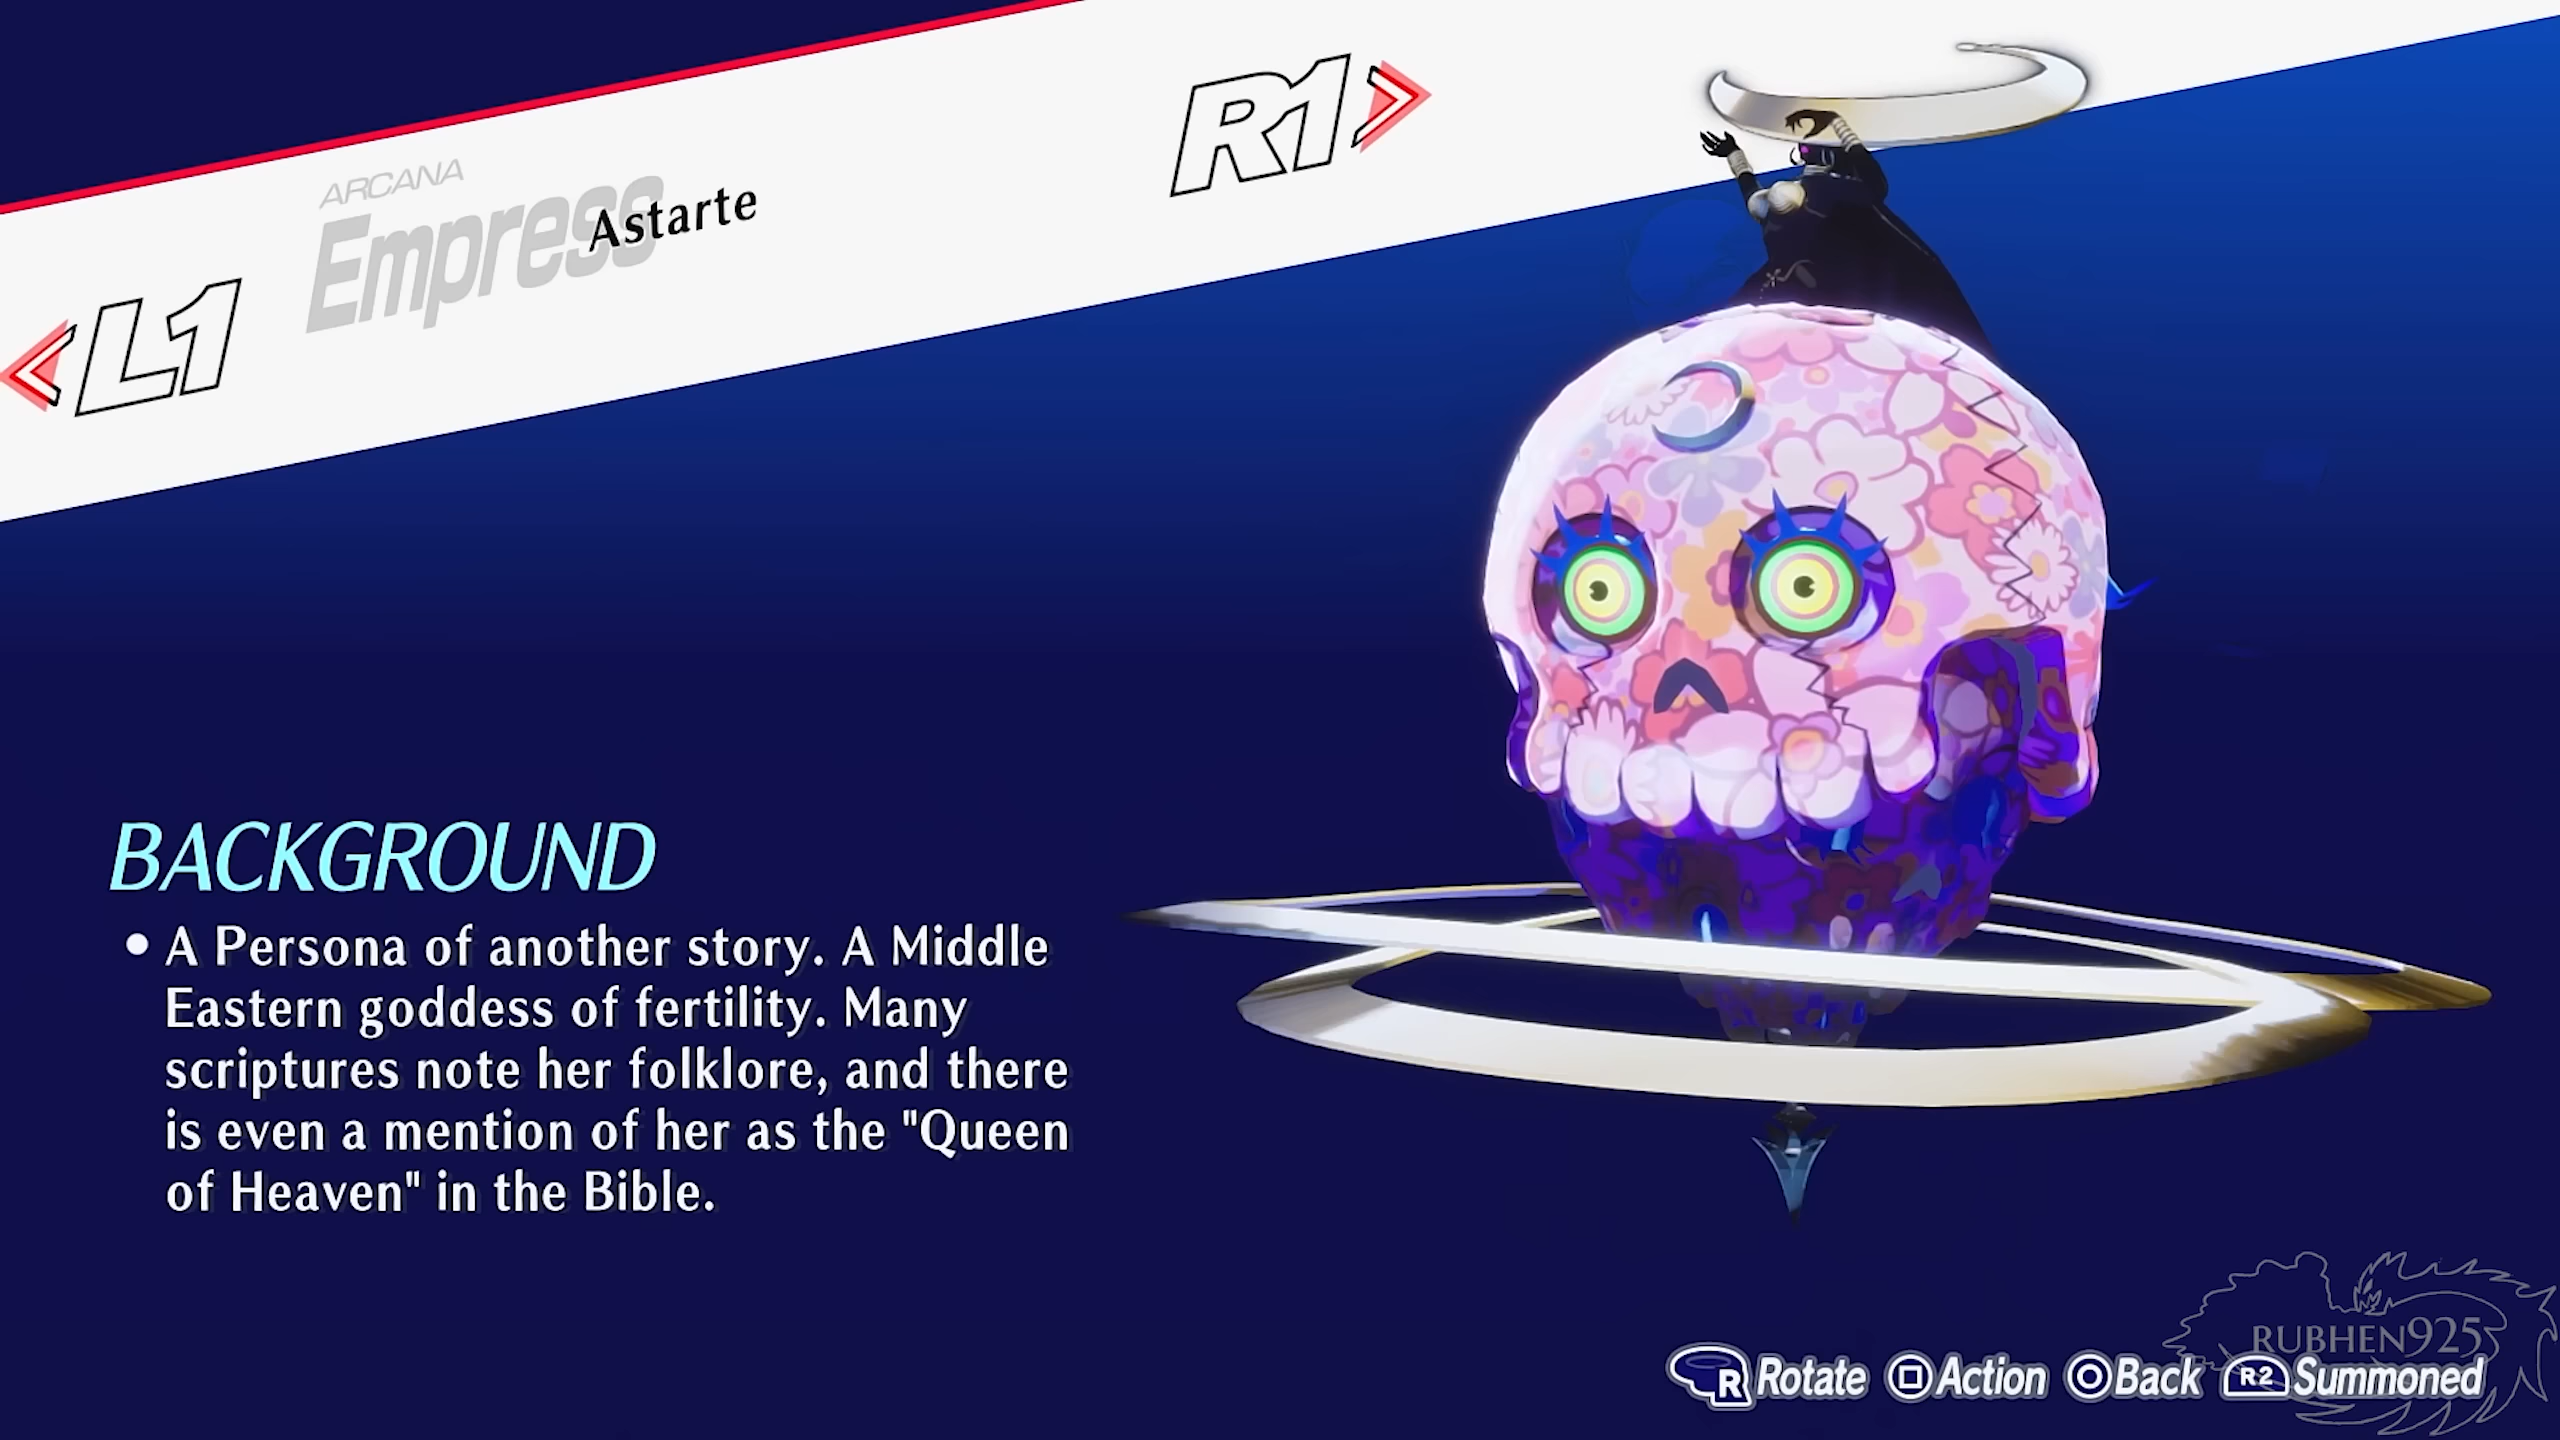 ARCANA
Empress
Astarte
L1
R1
BACKGROUND
• A Persona of another story. A Middle
Eastern goddess of fertility. Many
scriptures note her folklore, and there
is even a mention of her as the "Queen
of Heaven" in the Bible.
RUBHEN925
R Rotate □ Action ○ Back R2 Summoned